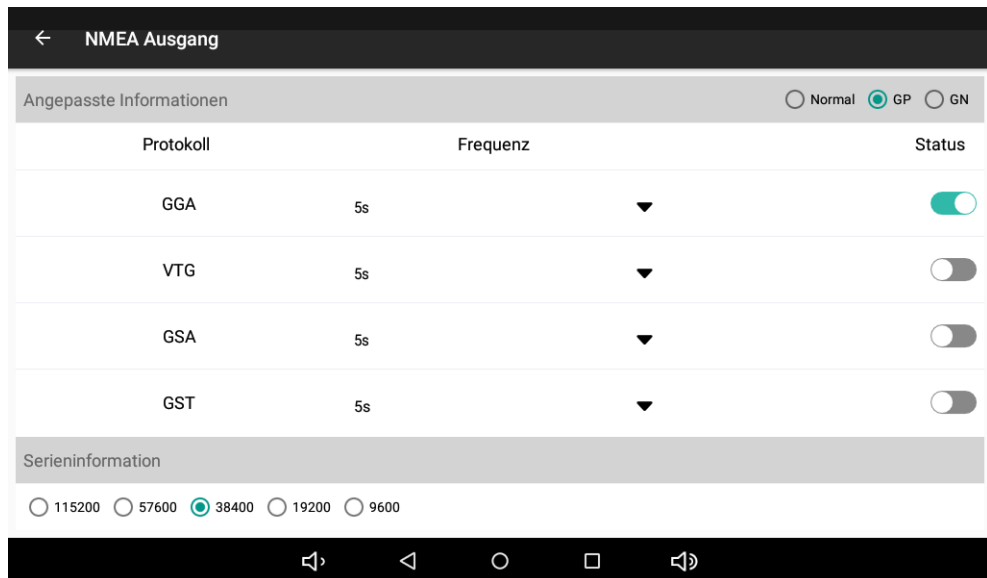 NMEA Ausgang
Angepasste Informationen Normal GP GN
Protokoll Frequenz Status
GGA 5s
VTG 5s
GSA 5s
GST 5s
Serieninformation
115200 57600 38400 19200 9600